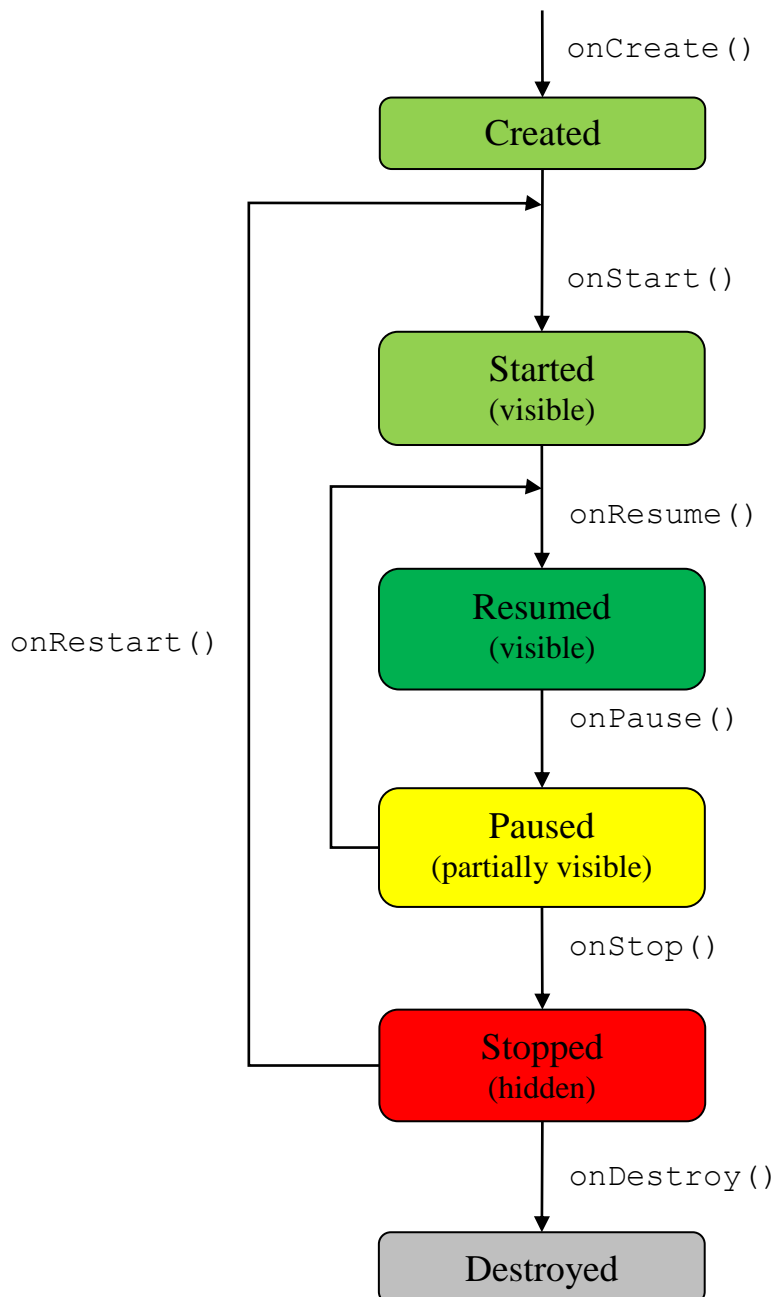 onCreate()
Created
onStart()
Started
(visible)
onResume()
Resumed
(visible)
onRestart()
onPause()
Paused
(partially visible)
onStop()
Stopped
(hidden)
onDestroy()
Destroyed